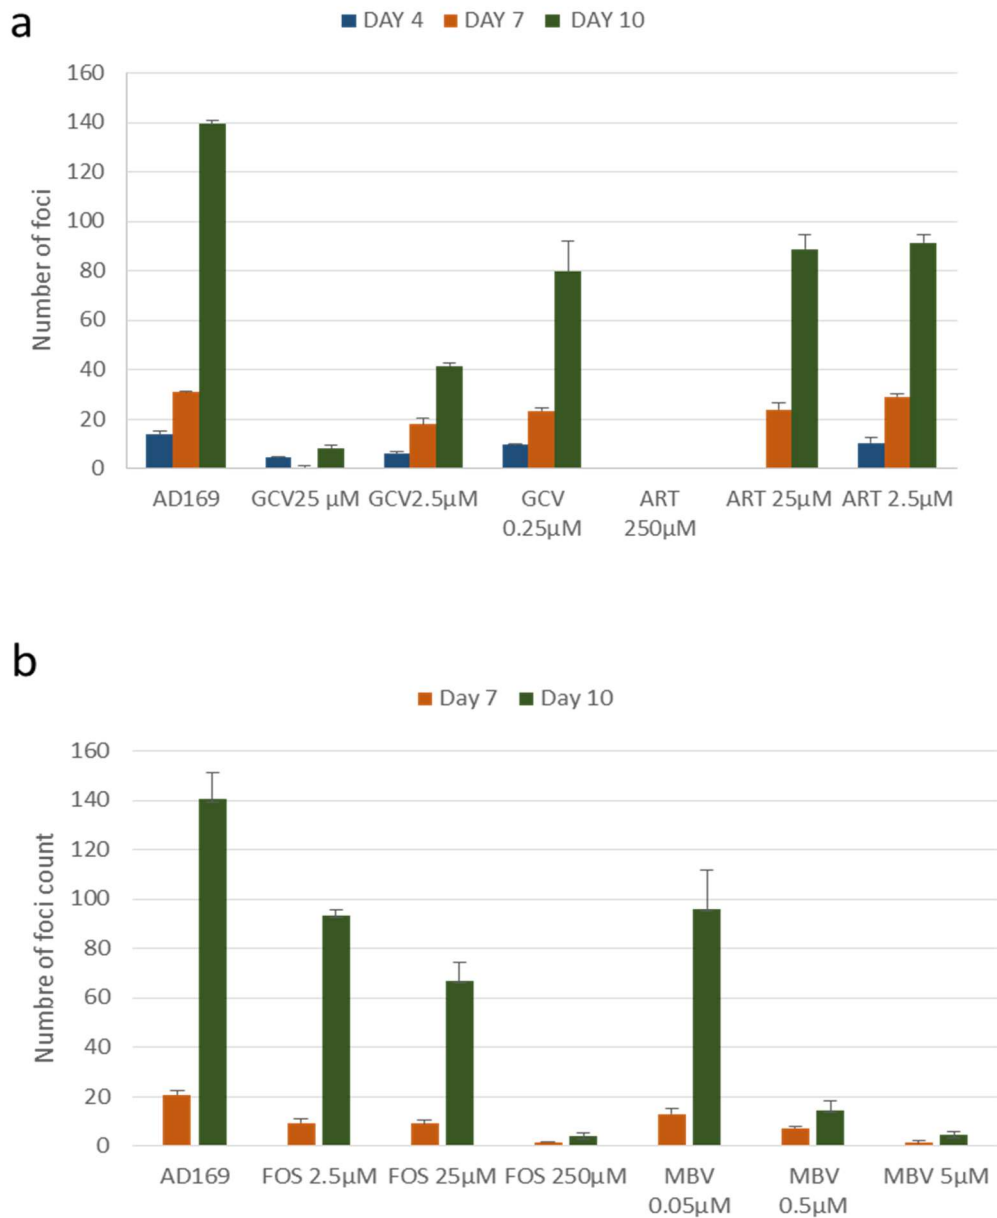 a
DAY 4 DAY 7 DAY 10
160
140
120
100
80
60
40
20
0
Number of foci
AD169 GCV25 µM GCV2.5µM GCV ART ART 25µM ART 2.5µM
0.25µM 250µM
b
Day 7 Day 10
160
140
120
100
80
60
40
20
0
Numbre of foci count
AD169 FOS 2.5µM FOS 25µM FOS 250µM MBV MBV MBV 5µM
0.05µM 0.5µM